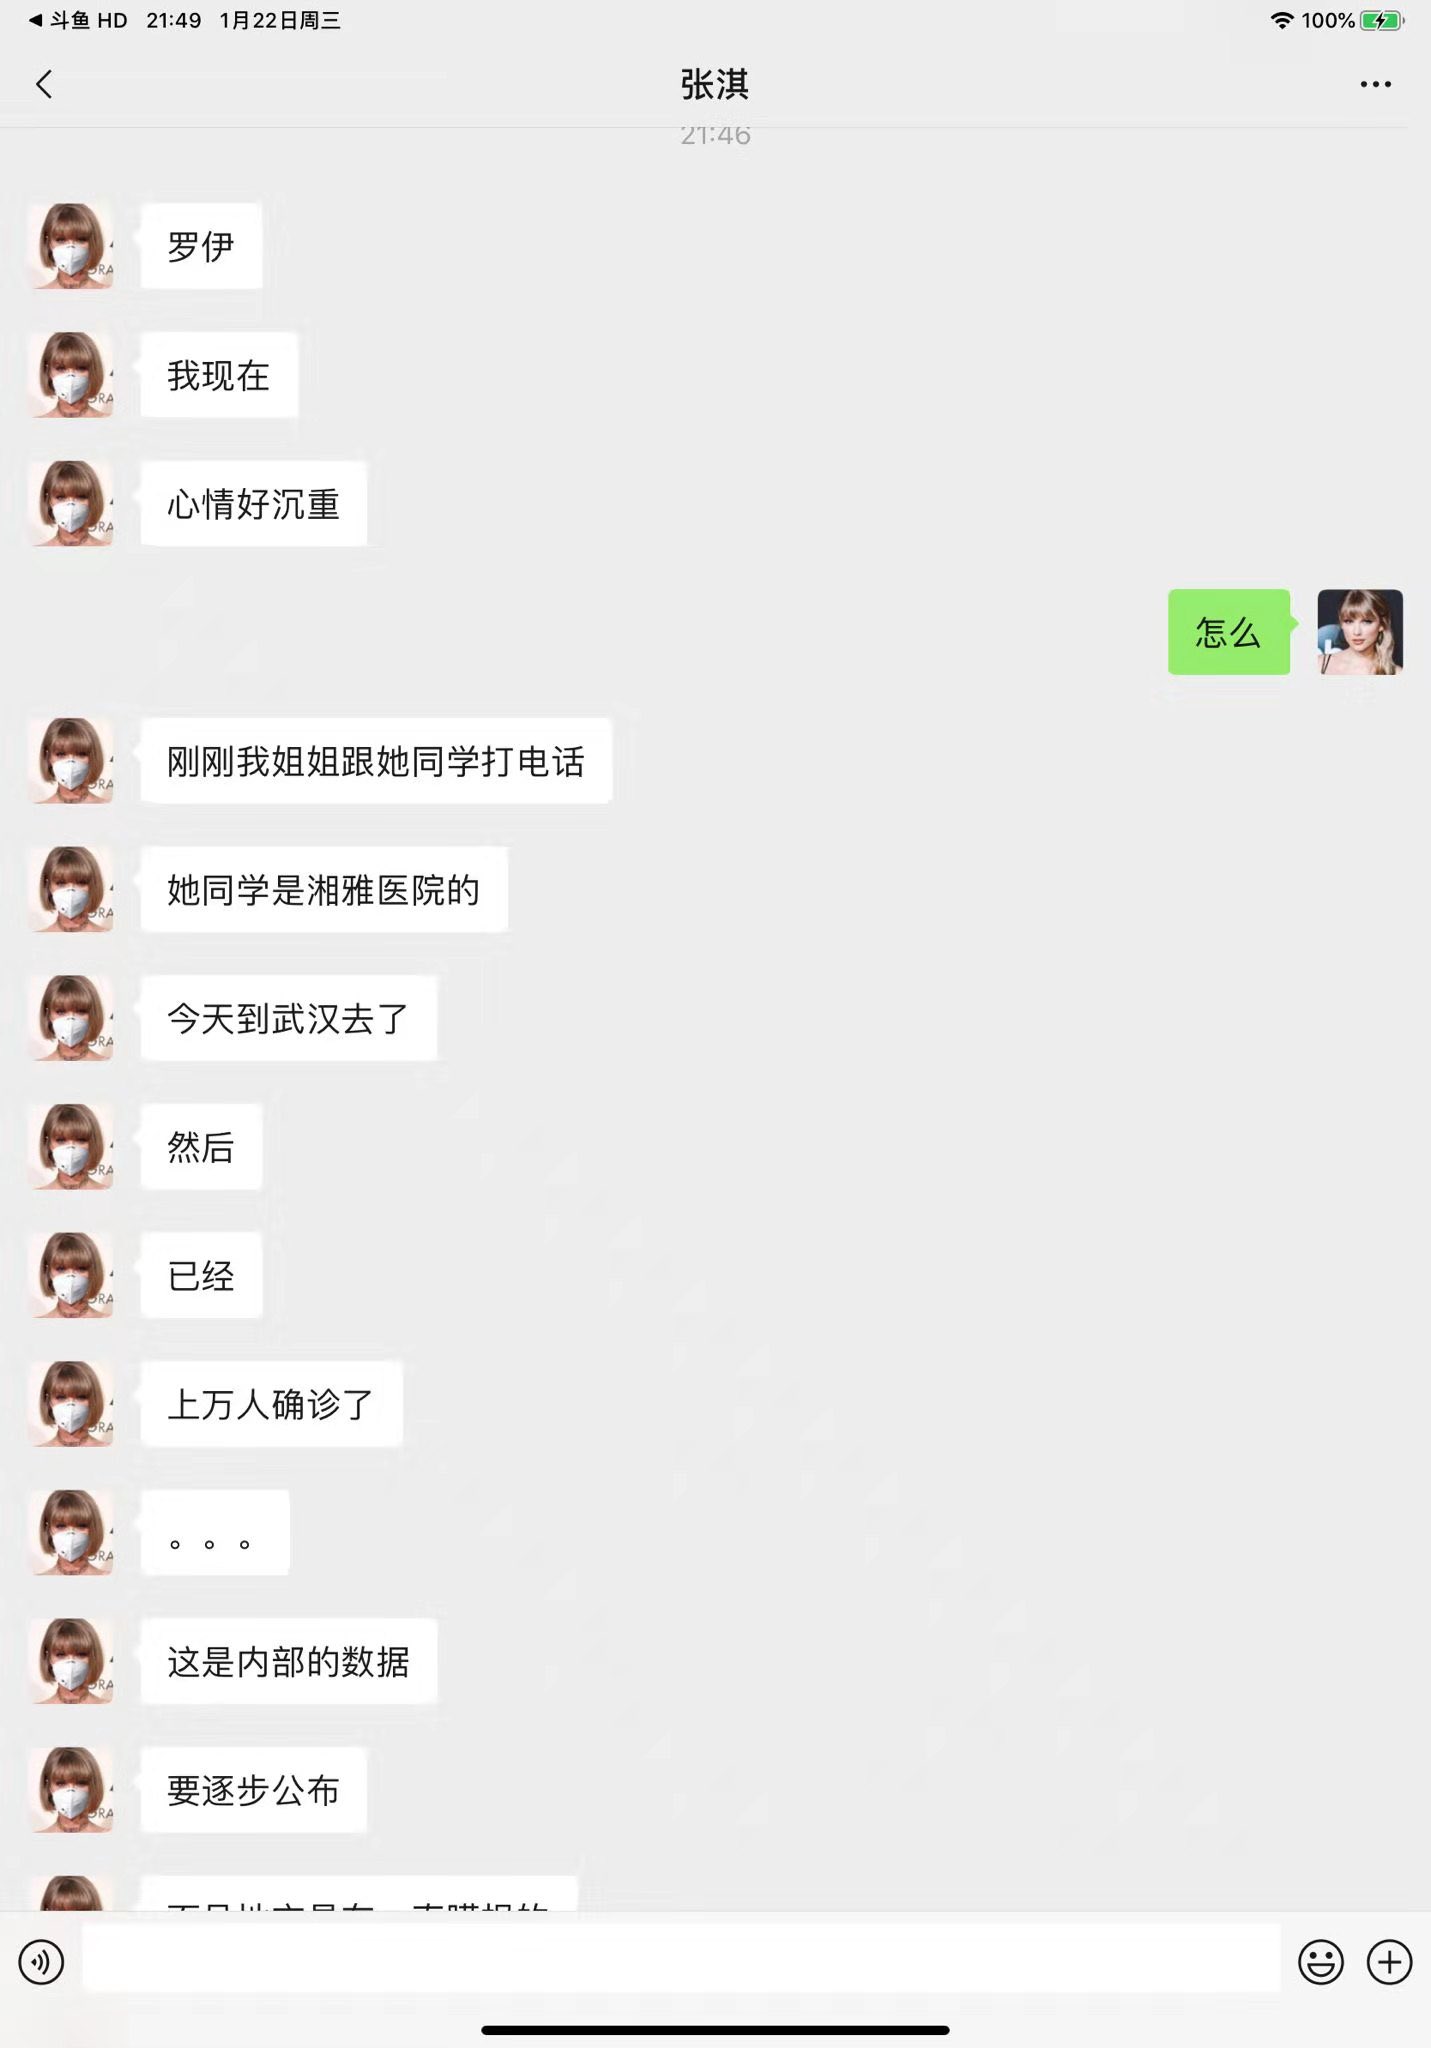 斗鱼 HD 21:49 1月22日周三 100%
张淇
21:46
罗伊
我现在
心情好沉重
怎么
刚刚我姐姐跟她同学打电话
她同学是湘雅医院的
今天到武汉去了
然后
已经
上万人确诊了
。。。
这是内部的数据
要逐步公布